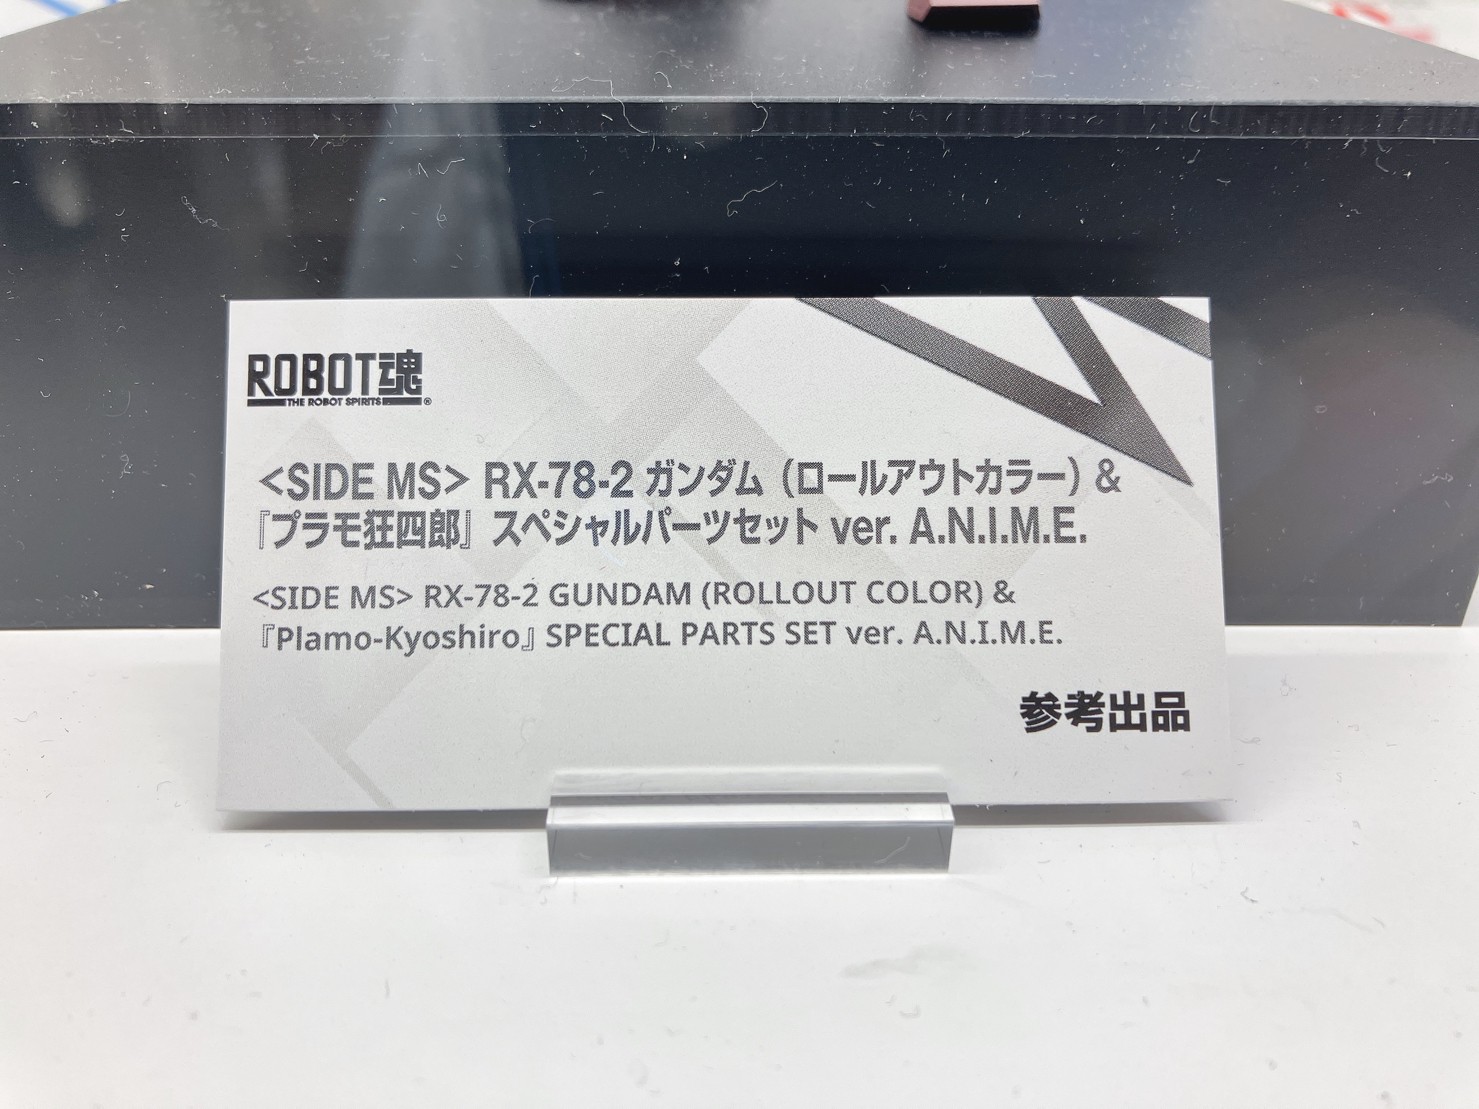 ROBOT魂
THE ROBOT SPIRITS ®
<SIDE MS> RX-78-2 ガンダム（ロールアウトカラー）&
『プラモ狂四郎』 スペシャルパーツセット ver. A.N.I.M.E.
<SIDE MS> RX-78-2 GUNDAM (ROLLOUT COLOR) &
『Plamo-Kyoshiro』 SPECIAL PARTS SET ver. A.N.I.M.E.
参考出品